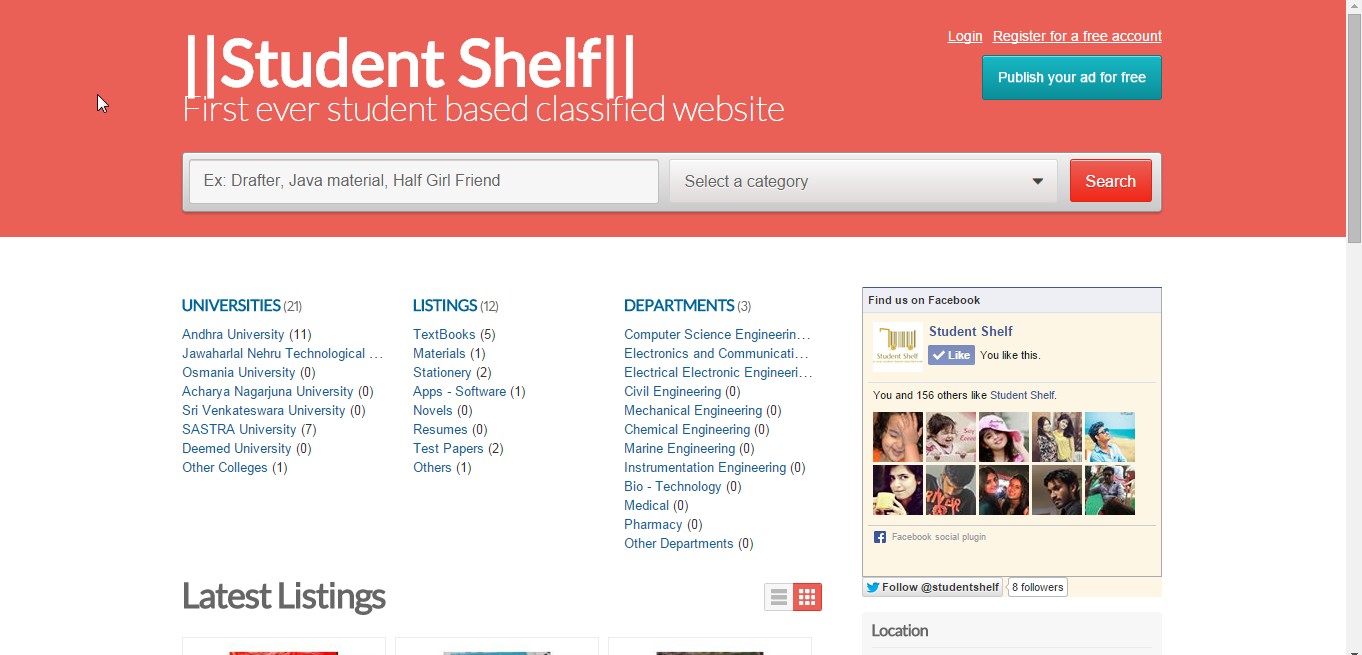 Login Register for a free account
||Student Shelf||
Publish your ad for free
First ever student based classified website
Ex: Drafter, Java material, Half Girl Friend
Select a category
Search
UNIVERSITIES (21)
Andhra University (11)
Jawaharlal Nehru Technological ...
Osmania University (0)
Acharya Nagarjuna University (0)
Sri Venkateswara University (0)
SASTRA University (7)
Deemed University (0)
Other Colleges (1)
LISTINGS (12)
TextBooks (5)
Materials (1)
Stationery (2)
Apps - Software (1)
Novels (0)
Resumes (0)
Test Papers (2)
Others (1)
DEPARTMENTS (3)
Computer Science Engineerin...
Electronics and Communicati...
Electrical Electronic Engineeri...
Civil Engineering (0)
Mechanical Engineering (0)
Chemical Engineering (0)
Marine Engineering (0)
Instrumentation Engineering (0)
Bio - Technology (0)
Medical (0)
Pharmacy (0)
Other Departments (0)
Find us on Facebook
Student Shelf
Student Shelf
Like You like this.
You and 156 others like Student Shelf.
Facebook social plugin
Follow @studentshelf 8 followers
Latest Listings
Location